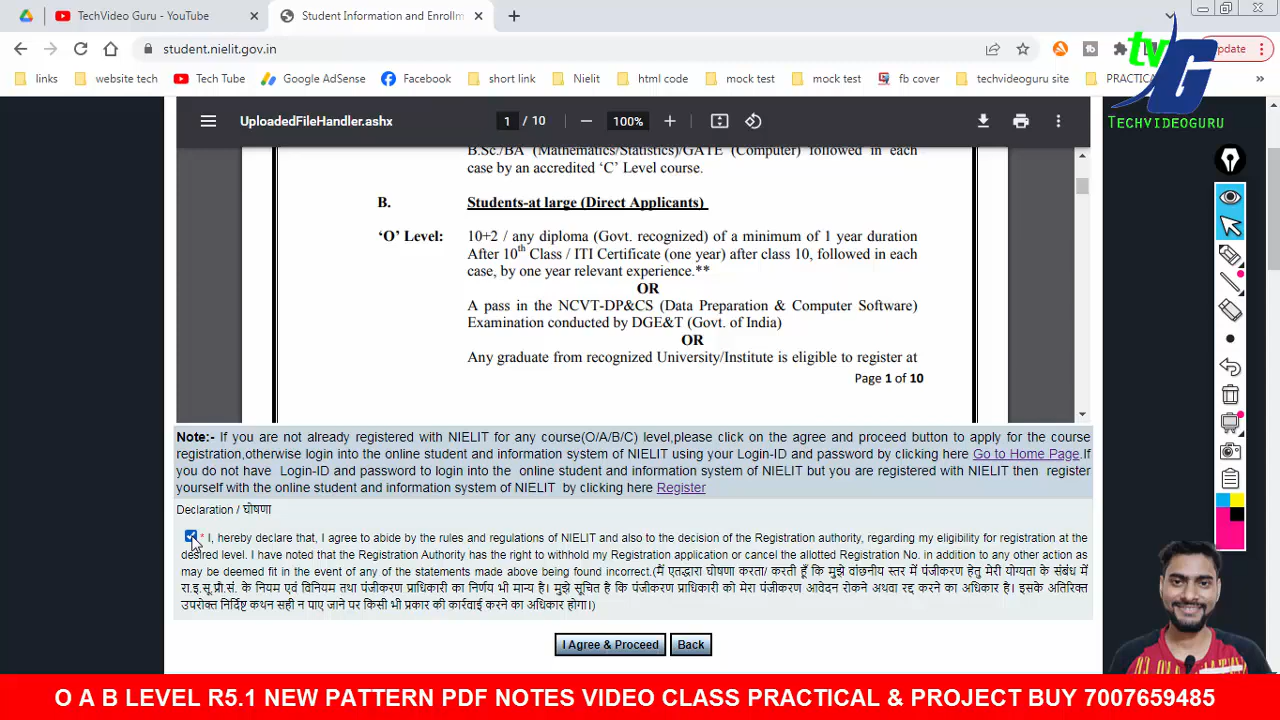 TechVideo Guru - YouTube
Student Information and Enrollm
student.nielit.gov.in
Update
links
website tech
Tech Tube
Google AdSense
Facebook
short link
Nielit
html code
mock test
mock test
fb cover
techvideoguru site
tvG
TECHVIDEOGURU
UploadedFileHandler.ashx
1 / 10
100%
B.Sc./BA (Mathematics/Statistics)/GATE (Computer) followed in each
case by an accredited ‘C’ Level course.
B. Students-at large (Direct Applicants)
‘O’ Level: 10+2 / any diploma (Govt. recognized) of a minimum of 1 year duration
After 10th Class / ITI Certificate (one year) after class 10, followed in each
case, by one year relevant experience.**
OR
A pass in the NCVT-DP&CS (Data Preparation & Computer Software)
Examination conducted by DGE&T (Govt. of India)
OR
Any graduate from recognized University/Institute is eligible to register at
Page 1 of 10
Note:- If you are not already registered with NIELIT for any course(O/A/B/C) level,please click on the agree and proceed button to apply for the course
registration,otherwise login into the online student and information system of NIELIT using your Login-ID and password by clicking here Go to Home Page.If
you do not have Login-ID and password to login into the online student and information system of NIELIT but you are registered with NIELIT then register
yourself with the online student and information system of NIELIT by clicking here Register
Declaration / घोषणा
* I, hereby declare that, I agree to abide by the rules and regulations of NIELIT and also to the decision of the Registration authority, regarding my eligibility for registration at the
desired level. I have noted that the Registration Authority has the right to withhold my Registration application or cancel the allotted Registration No. in addition to any other action as
may be deemed fit in the event of any of the statements made above being found incorrect.(मैं एतद्वारा घोषणा करता/ करती हूँ कि मुझे वांछनीय स्तर में पंजीकरण हेतु मेरी योग्यता के संबंध में
रा.इ.सू.प्रौ.सं. के नियम एवं विनियम तथा पंजीकरण प्राधिकारी का निर्णय भी मान्य है। मुझे सूचित है कि पंजीकरण प्राधिकारी को मेरा पंजीकरण आवेदन रोकने अथवा रद्द करने का अधिकार है। इसके अतिरिक्त
उपरोक्त निर्दिष्ट कथन सही न पाए जाने पर किसी भी प्रकार की कार्रवाई करने का अधिकार होगा।)
I Agree & Proceed
Back
O A B LEVEL R5.1 NEW PATTERN PDF NOTES VIDEO CLASS PRACTICAL & PROJECT BUY 7007659485